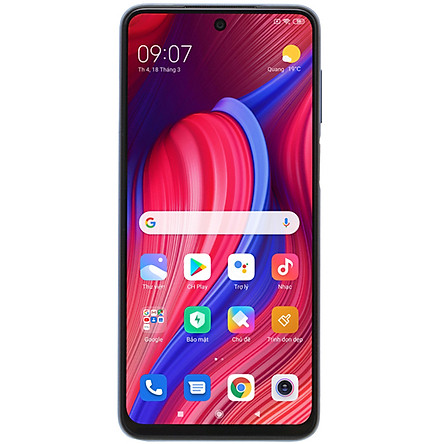 09:07
Th 4, 18 Tháng 3
Quang 19°C
Thư viện CH Play Trợ lý Nhạc
Google Bảo mật Chủ đề Trình dọn dẹp